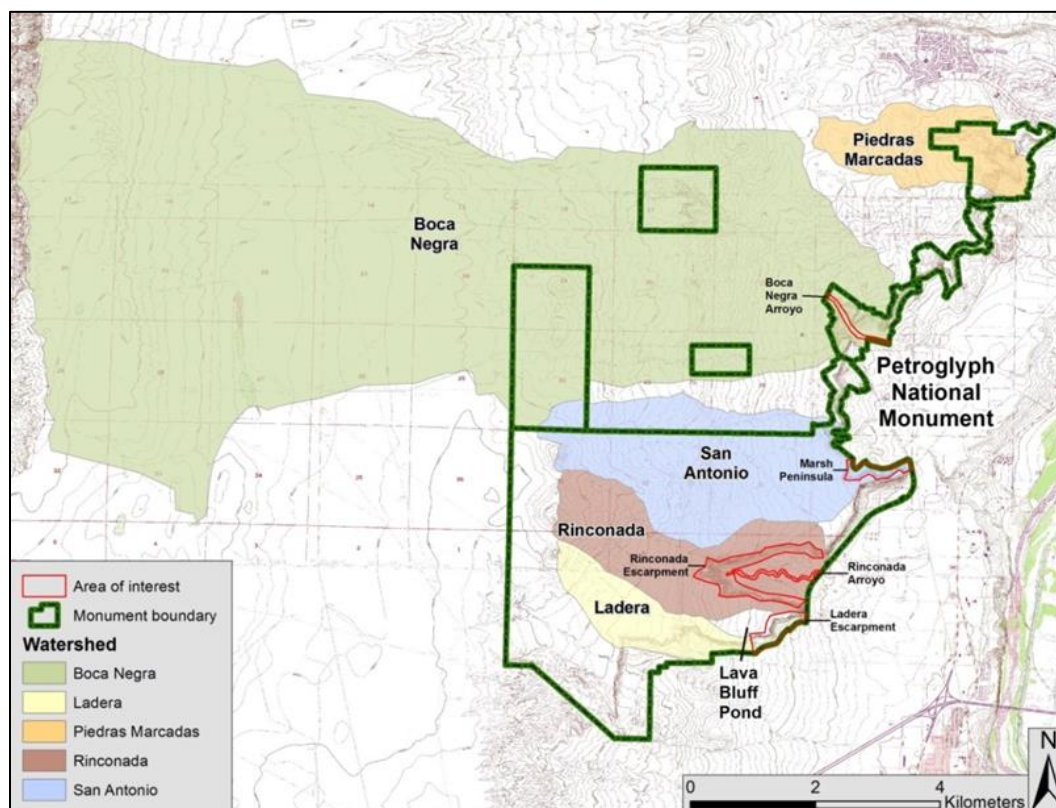 Piedras
Marcadas
Boca
Negra
Boca
Negra
Arroyo
Petroglyph
National
Monument
San
Antonio
Marsh
Peninsula
Rinconada
Rinconada
Escarpment
Rinconada
Arroyo
Ladera
Ladera
Escarpment
Lava
Bluff
Pond
Area of interest
Monument boundary
Watershed
Boca Negra
Ladera
Piedras Marcadas
Rinconada
San Antonio
N
0 2 4
Kilometers